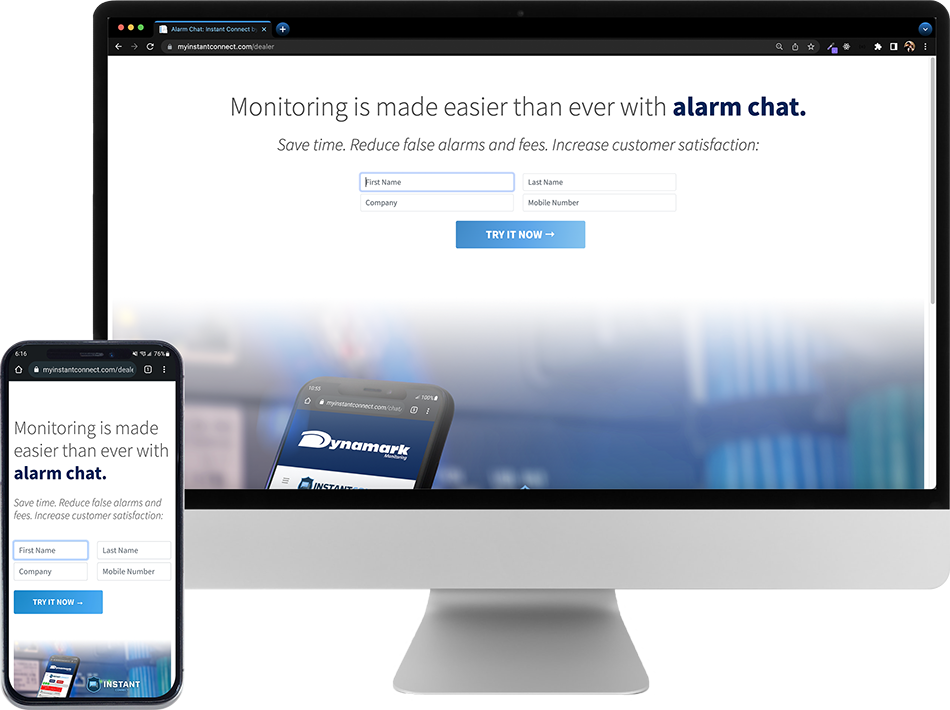 Alarm Chat: Instant Connect
myinstantconnect.com/dealer
Monitoring is made easier than ever with alarm chat.
Save time. Reduce false alarms and fees. Increase customer satisfaction:
First Name
Last Name
Company
Mobile Number
TRY IT NOW →
10:55
100%
myinstantconnect.com/chat
Dynamark
Monitoring
INSTANT
6:16
76%
myinstantconnect.com/deale
Monitoring is made
easier than ever with
alarm chat.
Save time. Reduce false alarms and
fees. Increase customer satisfaction:
First Name
Last Name
Company
Mobile Number
TRY IT NOW →
Dynamark
INSTANT